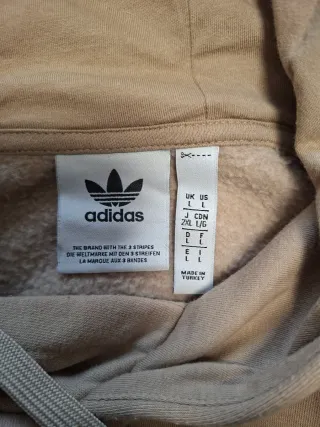 adidas
THE BRAND WITH THE 3 STRIPES
DIE WELTMARKE MIT DEN 3 STREIFEN
LA MARQUE AUX 3 BANDES
UK US
L L
J CDN
2XL L/G
D F
L L
E I
L L
MADE IN
TURKEY